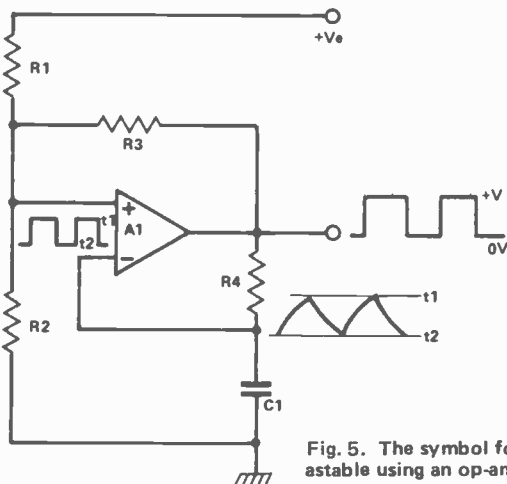 +Ve
R1
R3
t1
+
A1
t2
−
+V
0V
R4
t1
t2
R2
C1
Fig. 5. The symbol fo
astable using an op-an